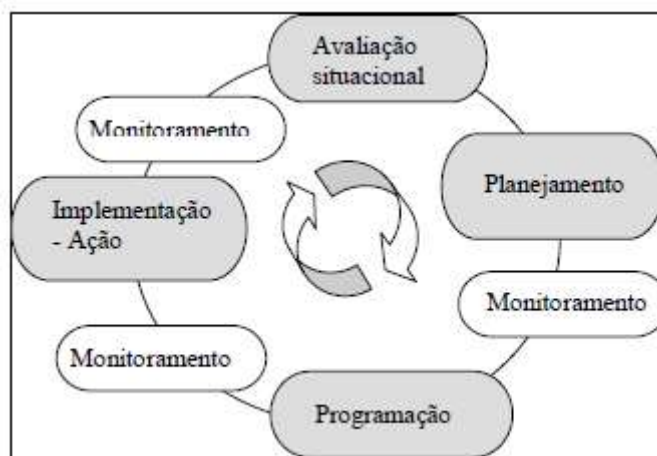 Avaliação
situacional
Monitoramento
Planejamento
Implementação
- Ação
Monitoramento
Monitoramento
Programação